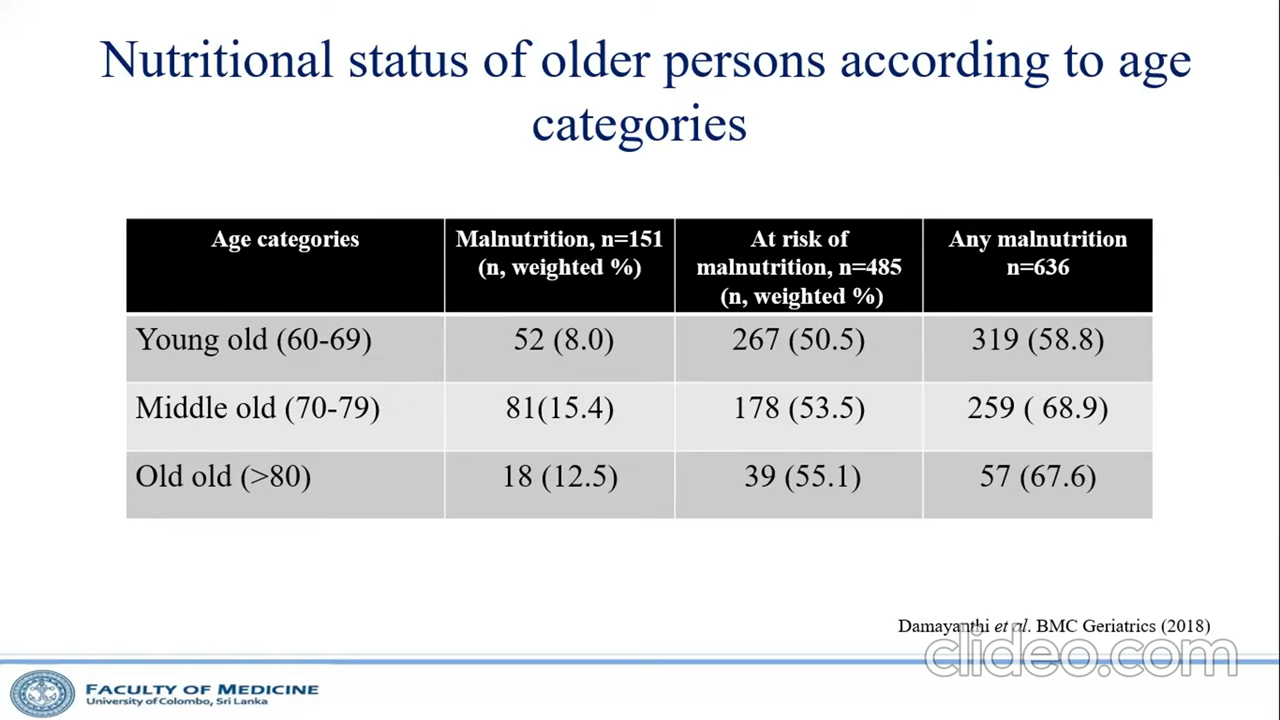 Nutritional status of older persons according to age
categories
Age categories
Malnutrition, n=151
(n, weighted %)
At risk of
malnutrition, n=485
(n, weighted %)
Any malnutrition
n=636
Young old (60-69) 52 (8.0) 267 (50.5) 319 (58.8)
Middle old (70-79) 81(15.4) 178 (53.5) 259 ( 68.9)
Old old (>80) 18 (12.5) 39 (55.1) 57 (67.6)
Damayanthi et al. BMC Geriatrics (2018)
clideo.com
FACULTY OF MEDICINE
University of Colombo, Sri Lanka